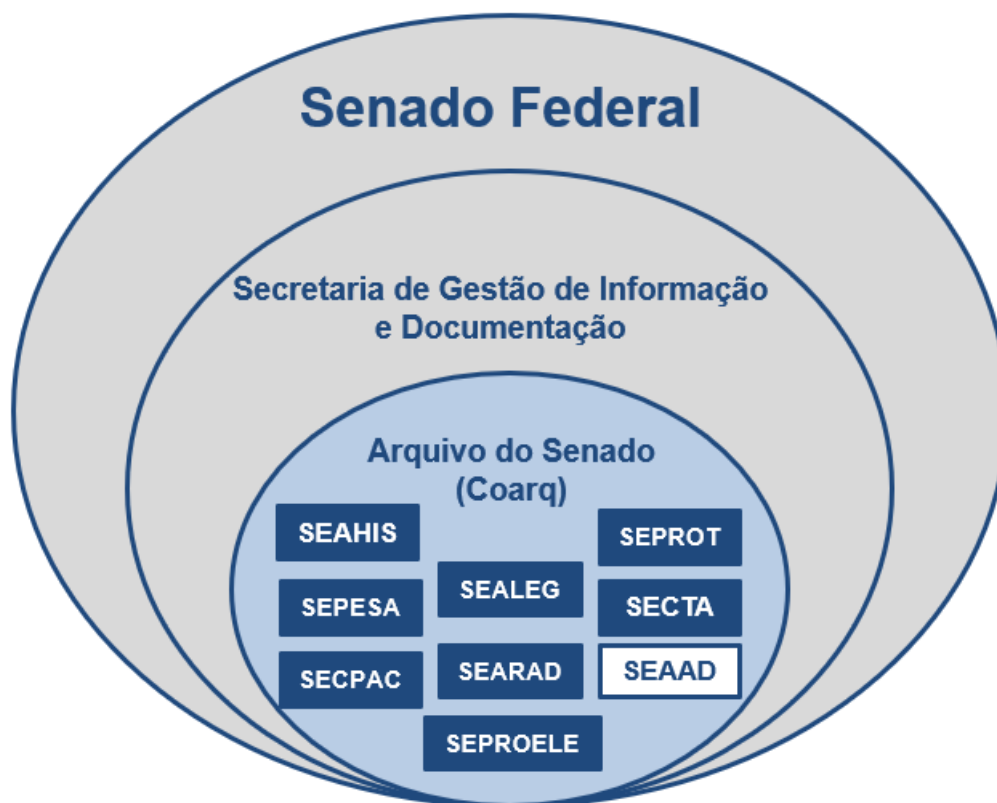 Senado Federal
Secretaria de Gestão de Informação
e Documentação
Arquivo do Senado
(Coarq)
SEAHIS
SEPROT
SEALEG
SEPESA
SECTA
SECPAC
SEARAD
SEAAD
SEPROELE